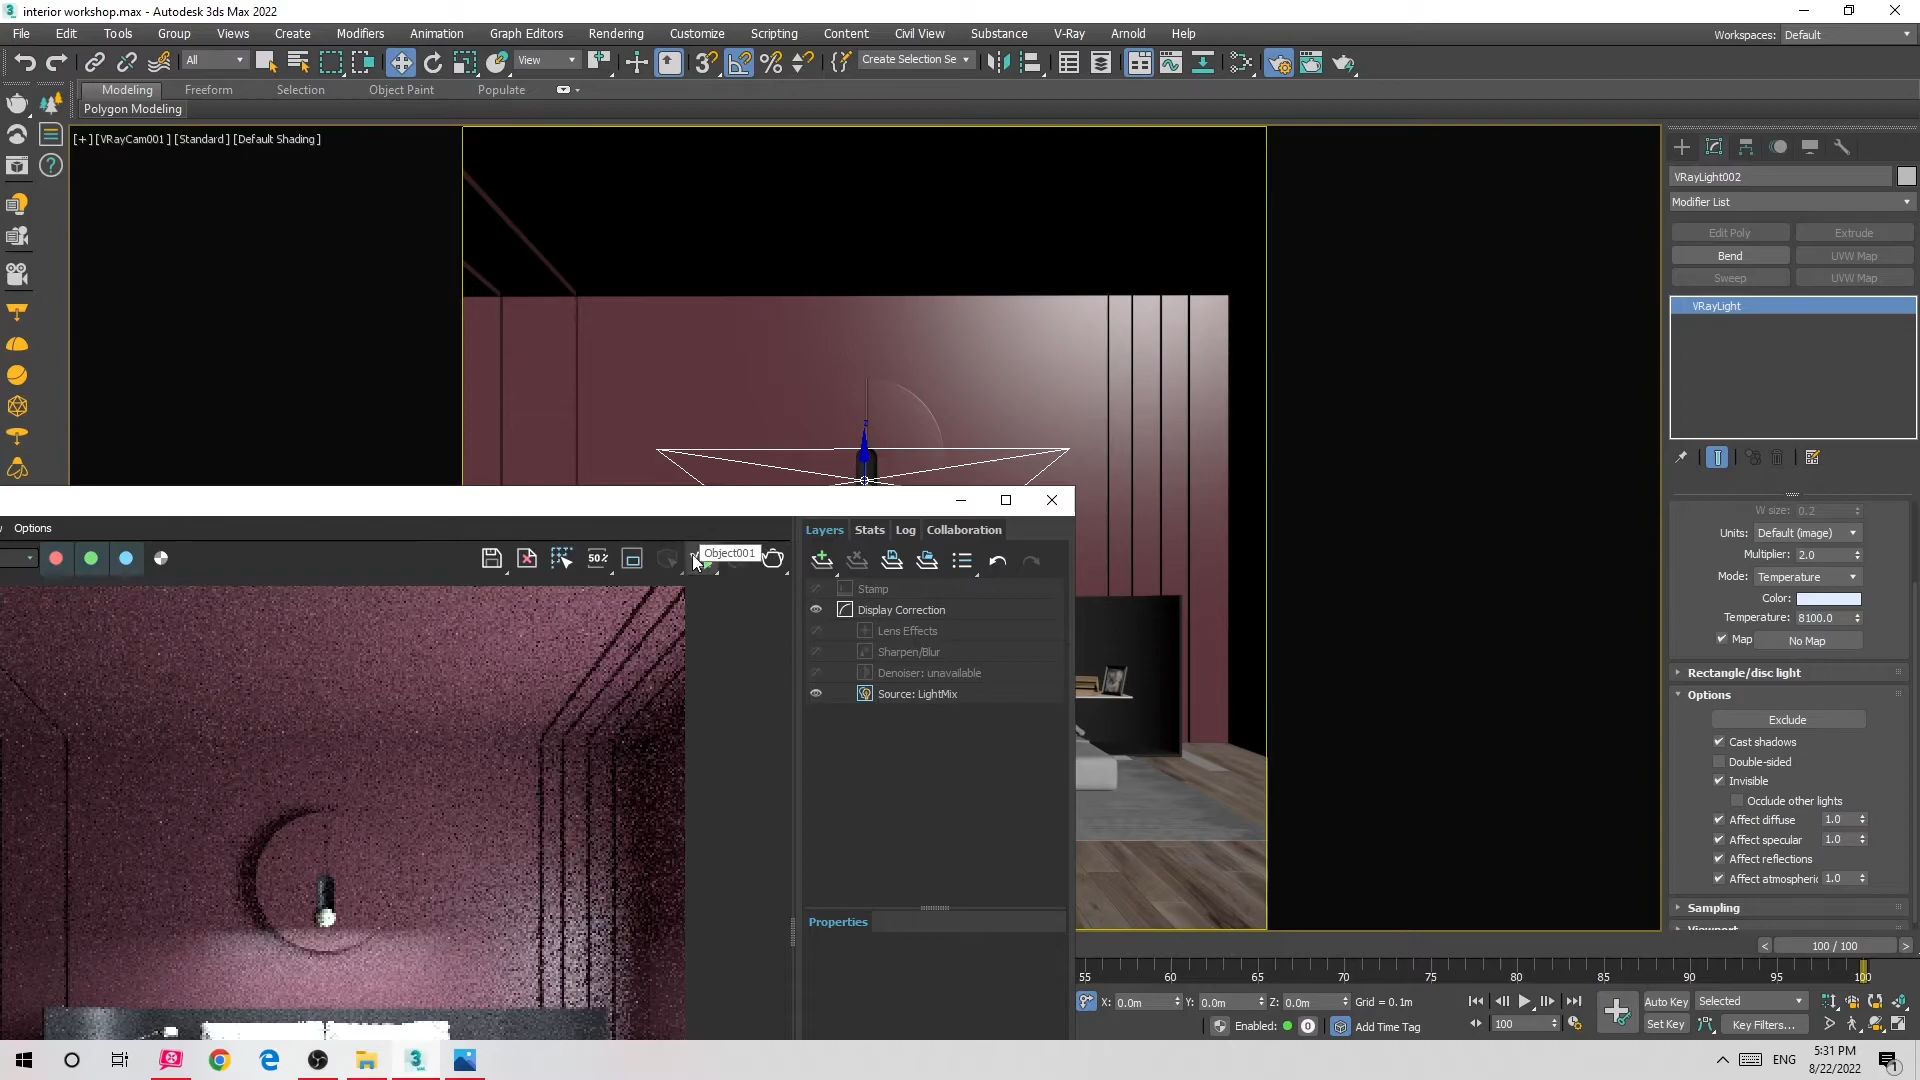 interior workshop.max - Autodesk 3ds Max 2022
File Edit Tools Group Views Create Modifiers Animation Graph Editors Rendering Customize Scripting Content Civil View Substance V-Ray Arnold Help
Workspaces: Default
All View Create Selection Se
Modeling Freeform Selection Object Paint Populate
Polygon Modeling
[+] [VRayCam001] [Standard] [Default Shading]
VRayLight002
Modifier List
Edit Poly Extrude
Bend UVW Map
Sweep UVW Map
VRayLight
W size: 0.2
Units: Default (image)
Multiplier: 2.0
Mode: Temperature
Color:
Temperature: 8100.0
Map No Map
Rectangle/disc light
Options
Exclude
Cast shadows
Double-sided
Invisible
Occlude other lights
Affect diffuse 1.0
Affect specular 1.0
Affect reflections
Affect atmospheric 1.0
Sampling
Viewport
Options
50%
Object001
Layers Stats Log Collaboration
Stamp
Display Correction
Lens Effects
Sharpen/Blur
Denoiser: unavailable
Source: LightMix
Properties
< 100 / 100 >
55 60 65 70 75 80 85 90 95 100
X: 0.0m Y: 0.0m Z: 0.0m Grid = 0.1m
Auto Key Selected
Enabled: 0 Add Time Tag
100
Set Key Key Filters...
ENG
5:31 PM
8/22/2022
1